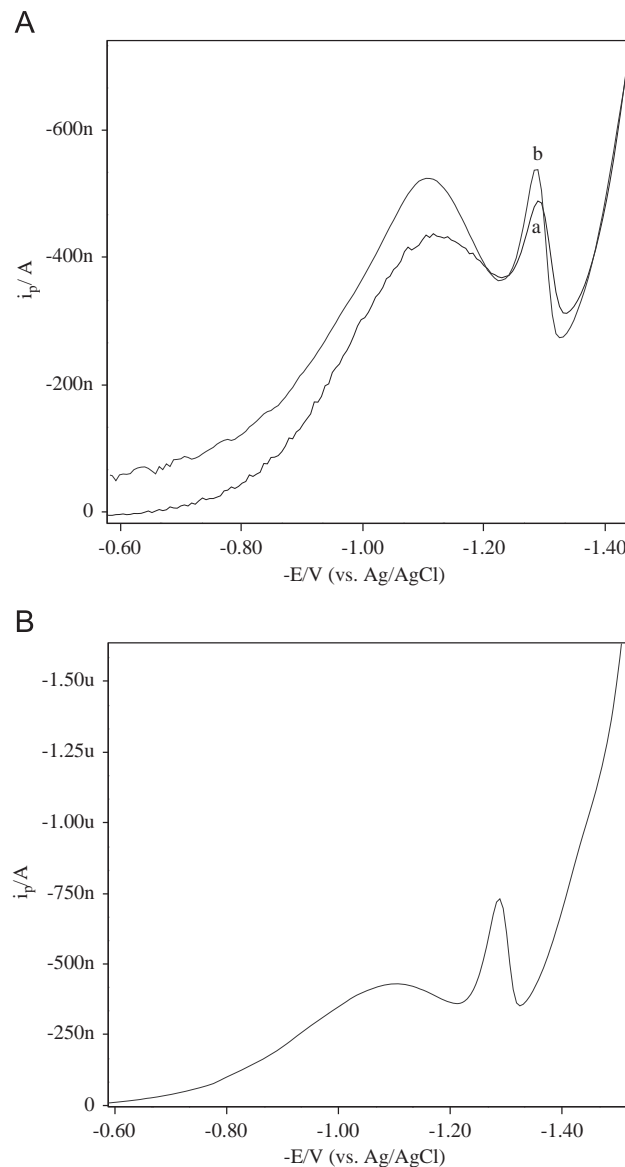 A
-600n
-400n
-200n
0
i_p/ A
b
a
-0.60 -0.80 -1.00 -1.20 -1.40
-E/V (vs. Ag/AgCl)
B
-1.50u
-1.25u
-1.00u
-750n
-500n
-250n
0
i_p/A
-0.60 -0.80 -1.00 -1.20 -1.40
-E/V (vs. Ag/AgCl)